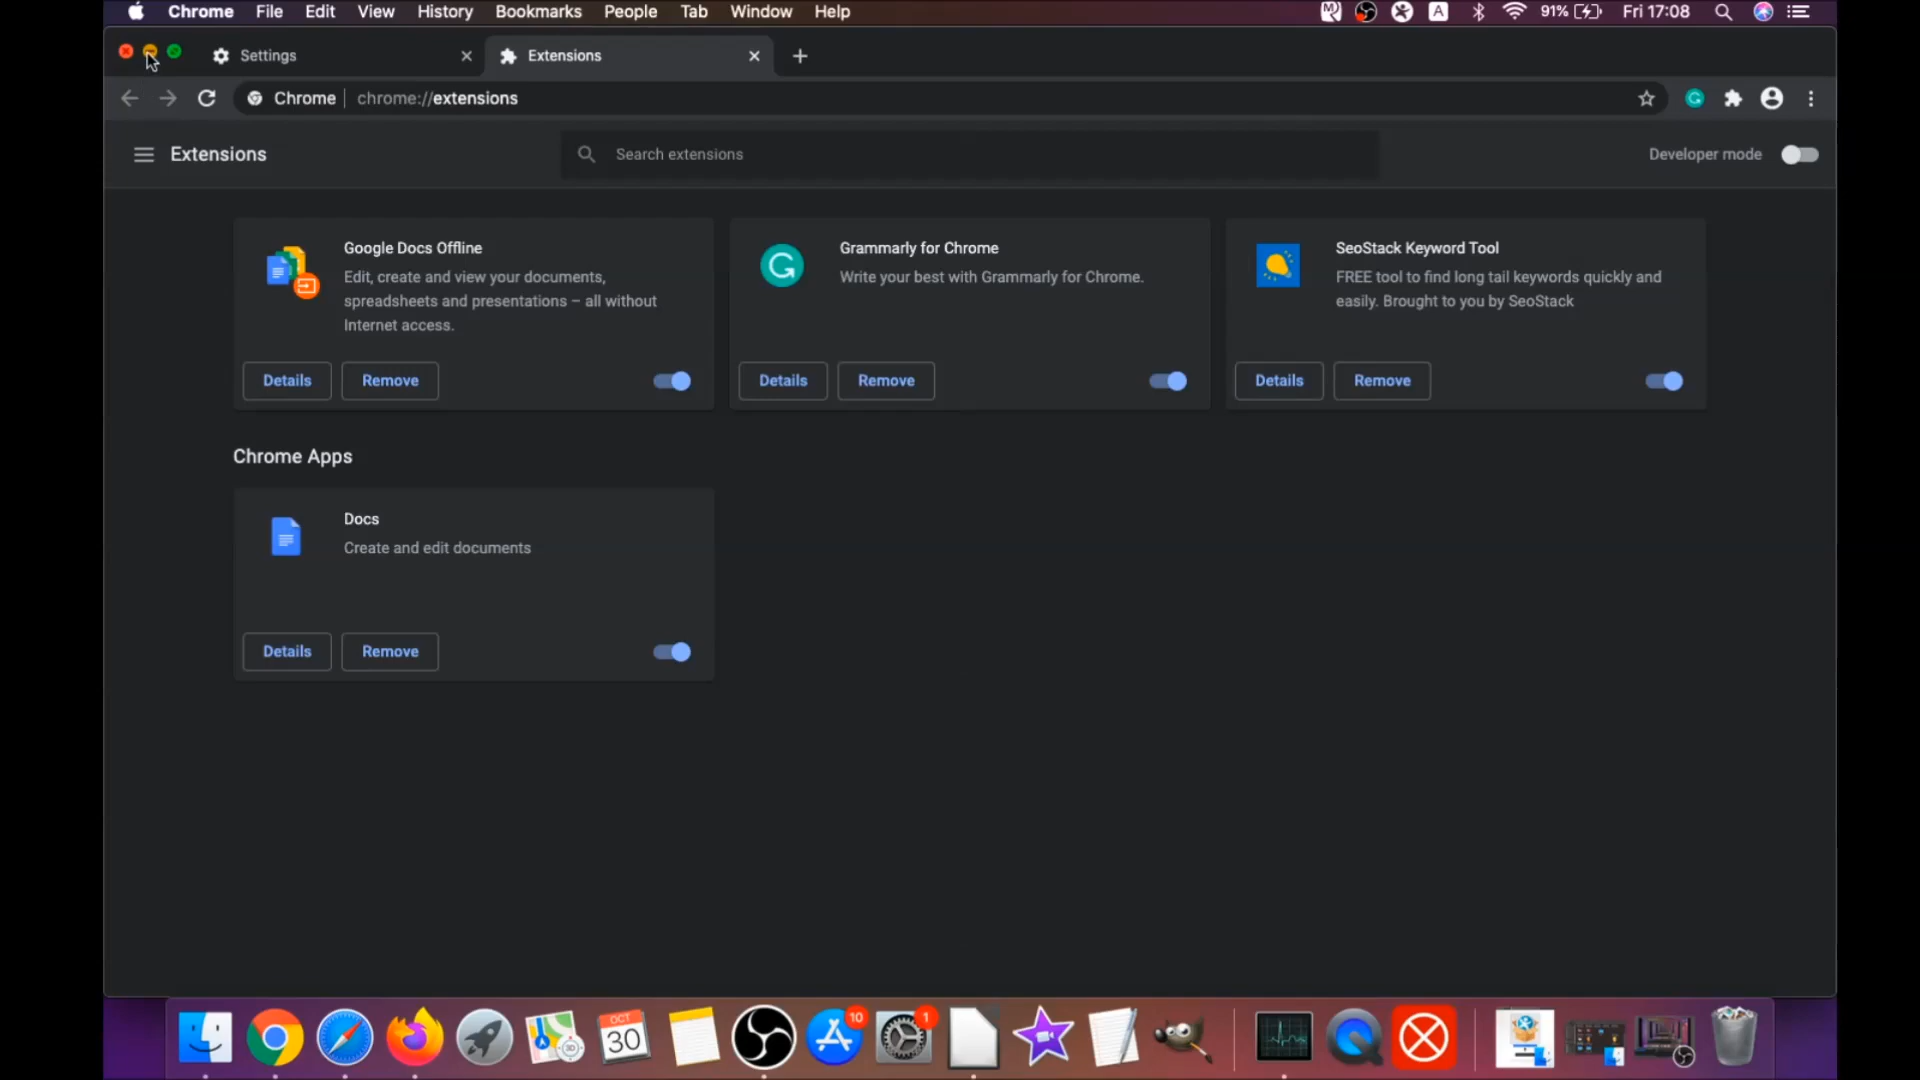 Chrome File Edit View History Bookmarks People Tab Window Help A 91% Fri 17:08
Settings Extensions
Chrome chrome://extensions
Extensions Search extensions Developer mode
Google Docs Offline
Edit, create and view your documents,
spreadsheets and presentations – all without
Internet access.
Details Remove
Grammarly for Chrome
Write your best with Grammarly for Chrome.
Details Remove
SeoStack Keyword Tool
FREE tool to find long tail keywords quickly and
easily. Brought to you by SeoStack
Details Remove
Chrome Apps
Docs
Create and edit documents
Details Remove
OCT
30
10
1